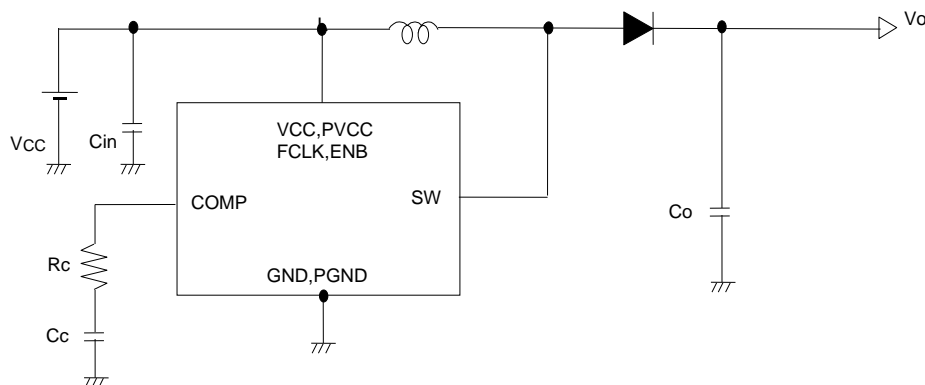 Vo
VCC
Cin
VCC,PVCC
FCLK,ENB
COMP
SW
Co
Rc
GND,PGND
Cc